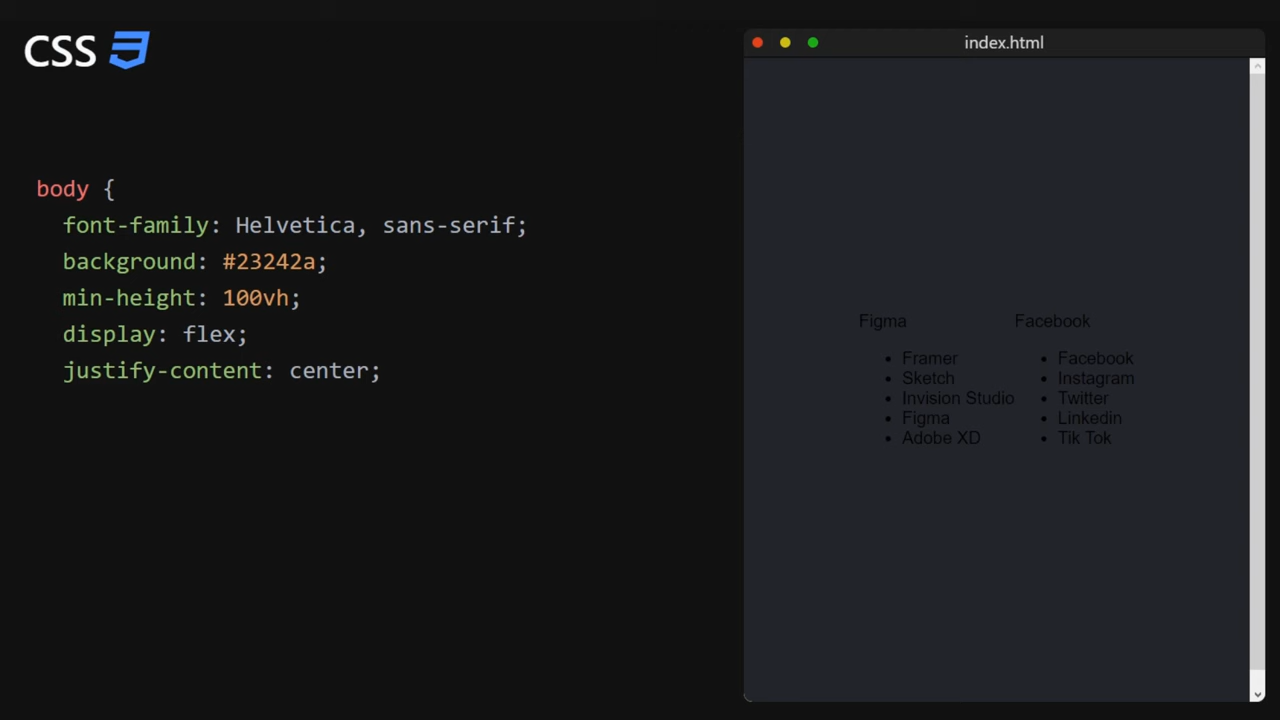 CSS
body {
font-family: Helvetica, sans-serif;
background: #23242a;
min-height: 100vh;
display: flex;
justify-content: center;
index.html
Figma
Framer
Sketch
Invision Studio
Figma
Adobe XD
Facebook
Facebook
Instagram
Twitter
Linkedin
Tik Tok